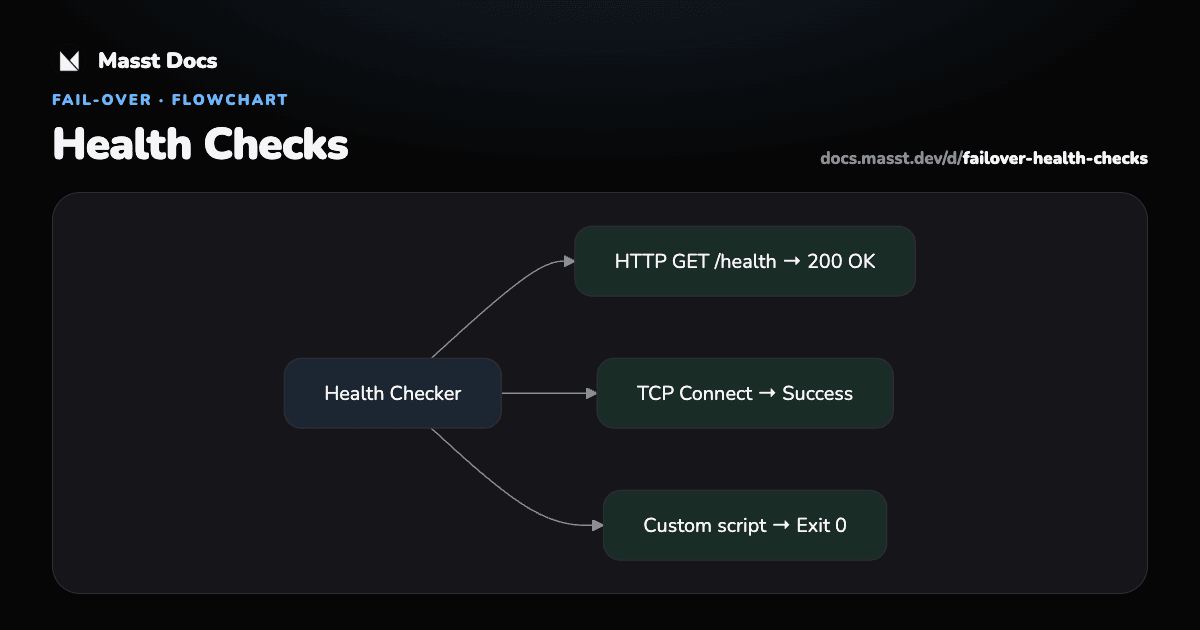 Masst Docs
FAIL-OVER · FLOWCHART
Health Checks
docs.masst.dev/d/failover-health-checks
HTTP GET /health → 200 OK
Health Checker
TCP Connect → Success
Custom script → Exit 0